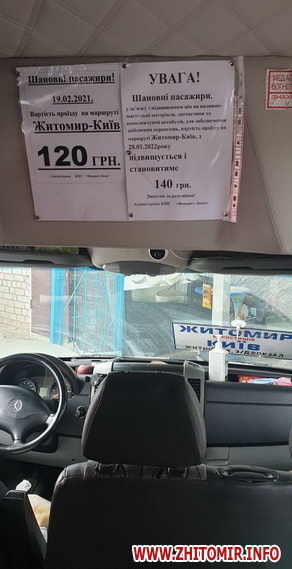 Шановні пасажири!
19.02.2021.
Вартість проїзду на маршруті
Житомир-Київ
120 ГРН.
УВАГА!
Шановні пасажири,
у зв'язку з підвищенням цін на паливно-
мастильні матеріали, запчастини та
комплектуючі автобусів, для забезпечення
здійснення перевезень, вартість проїзду на
маршруті Житомир-Київ, з
28.01.2022року
підвищується і
становитиме
140 грн.
Дякуємо за розуміння!
МЕДА
ВОГНЕ
ЖИТОМИР
КИЇВ
WWW.ZHITOMIR.INFO